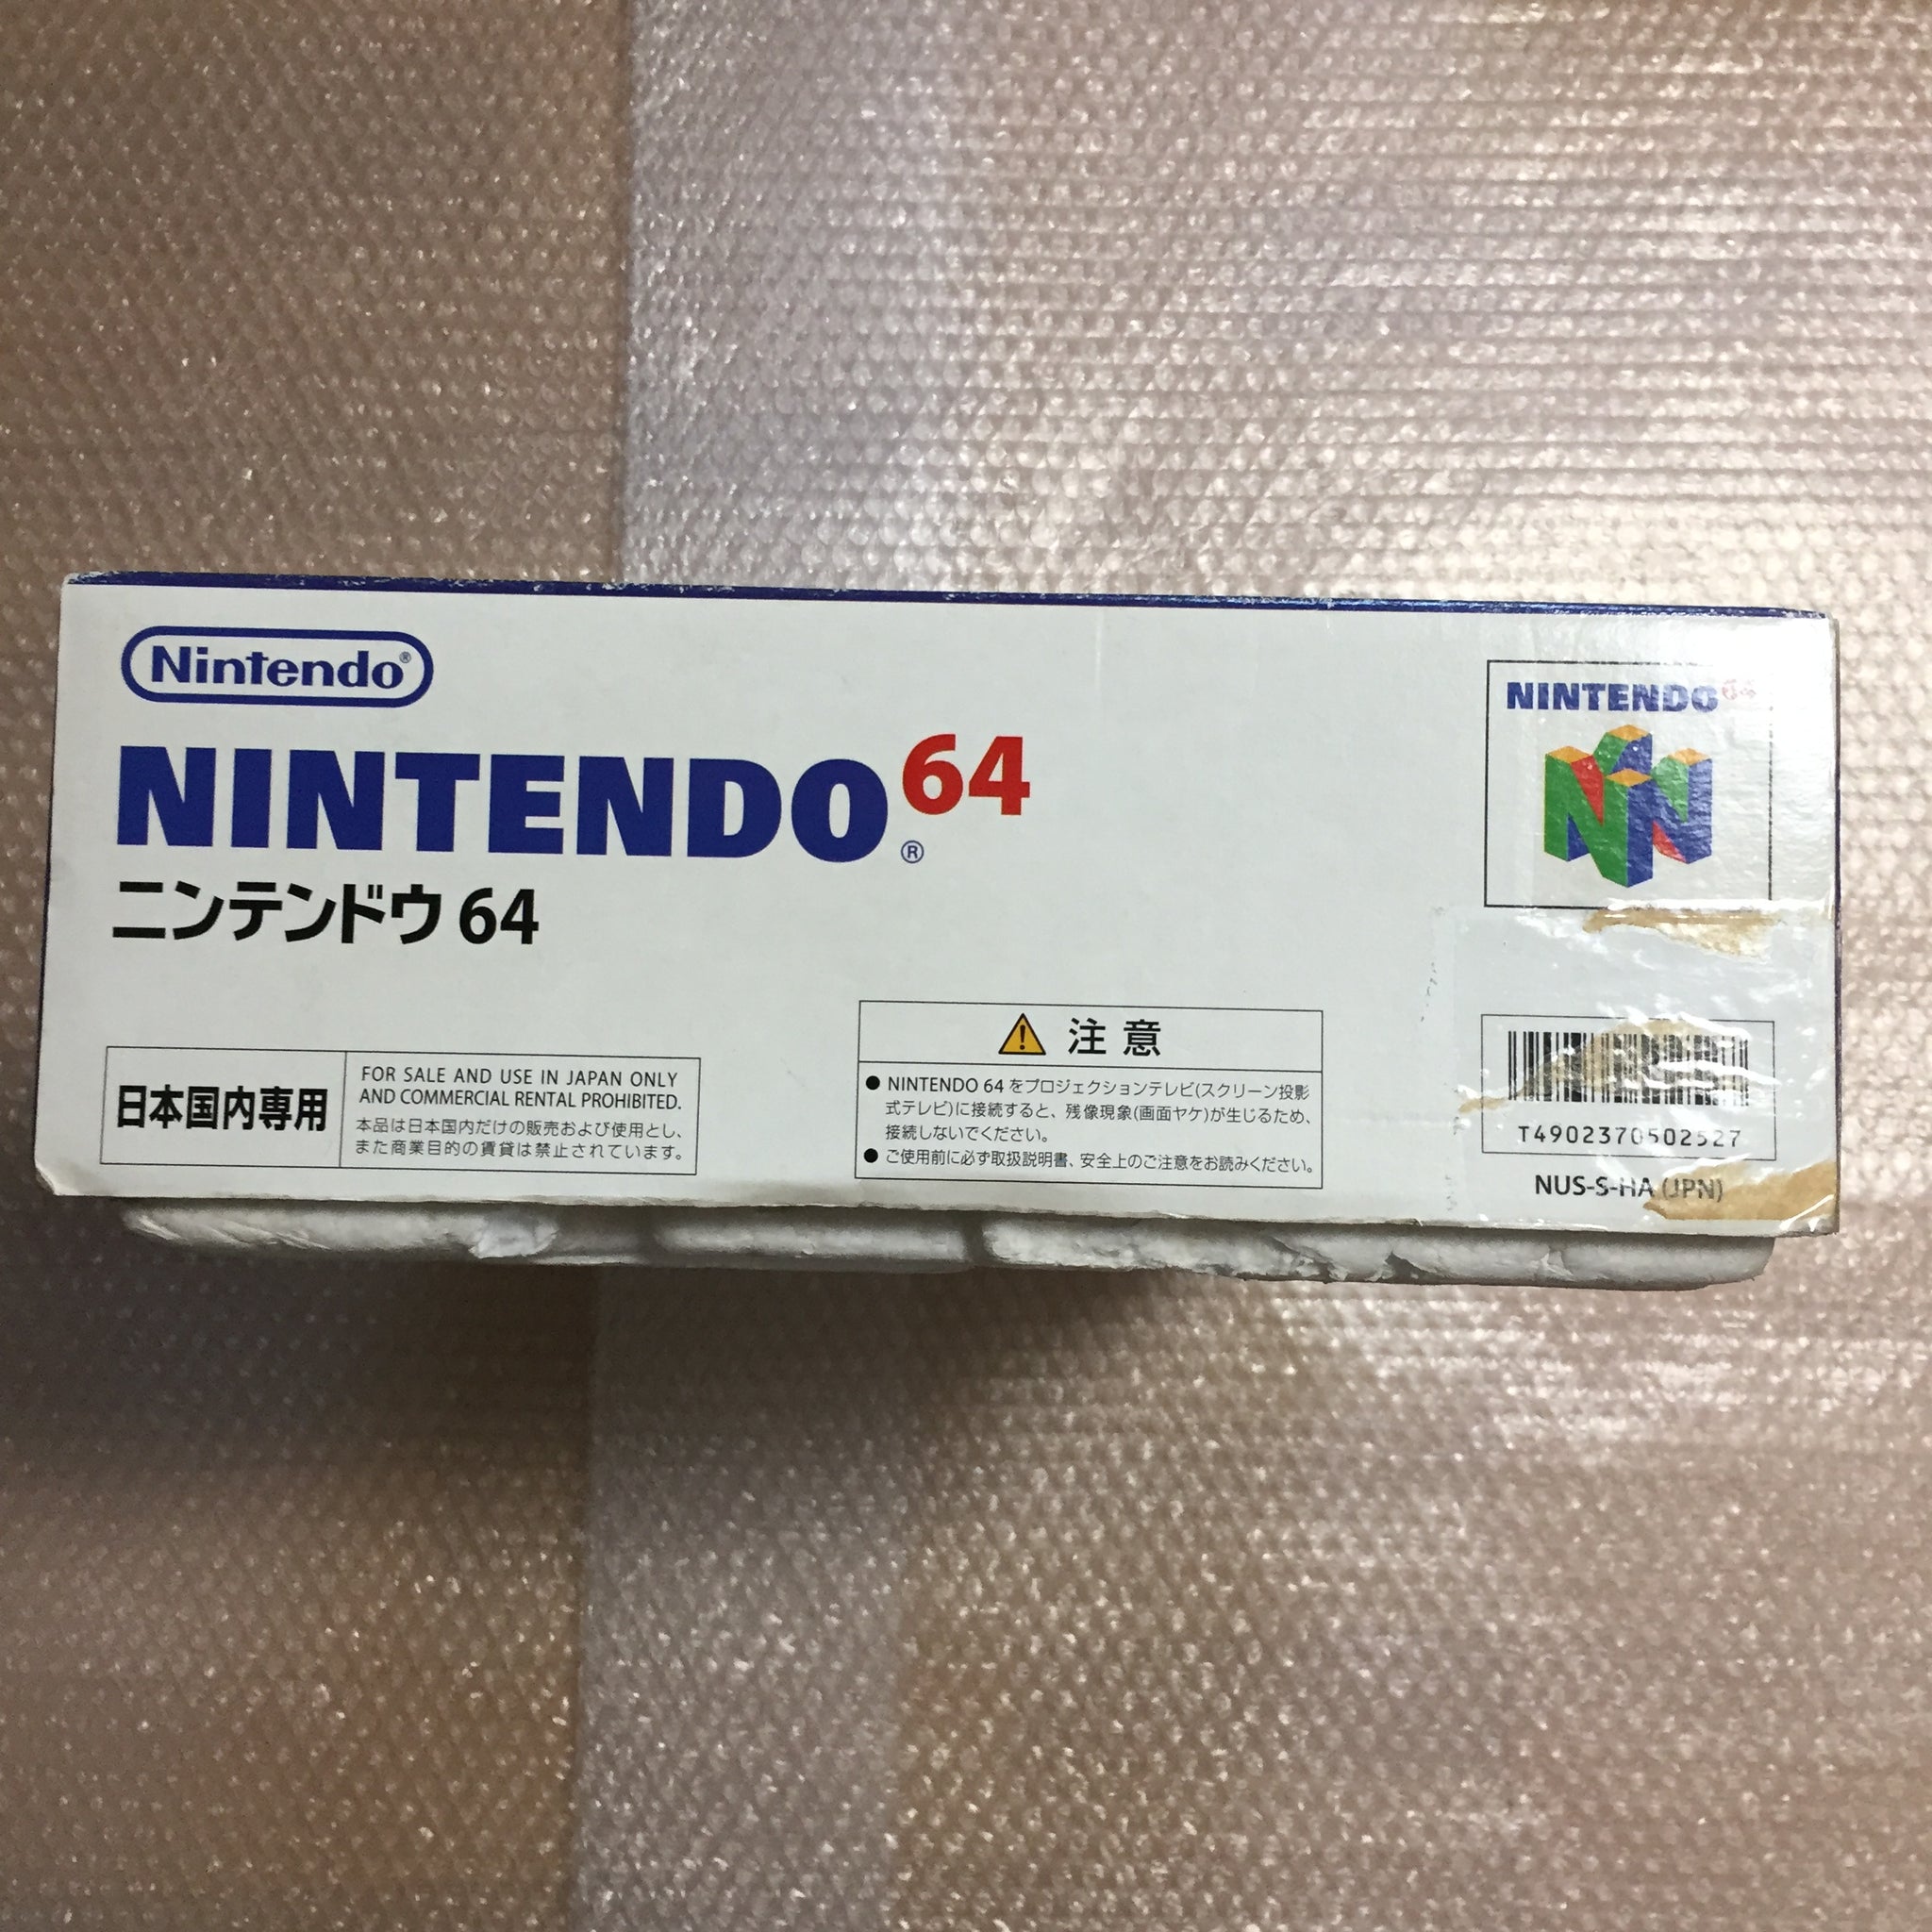 Nintendo®
NINTENDO64®
ニンテンドウ64
日本国内専用
FOR SALE AND USE IN JAPAN ONLY
AND COMMERCIAL RENTAL PROHIBITED.
本品は日本国内だけの販売および使用とし、
また商業目的の賃貸は禁止されています。
注意
● NINTENDO 64 をプロジェクションテレビ(スクリーン投影
式テレビ)に接続すると、残像現象(画面ヤケ)が生じるため、
接続しないでください。
● ご使用前に必ず取扱説明書、安全上のご注意をお読みください。
NINTENDO64
T4902370502527
NUS-S-HA (JPN)